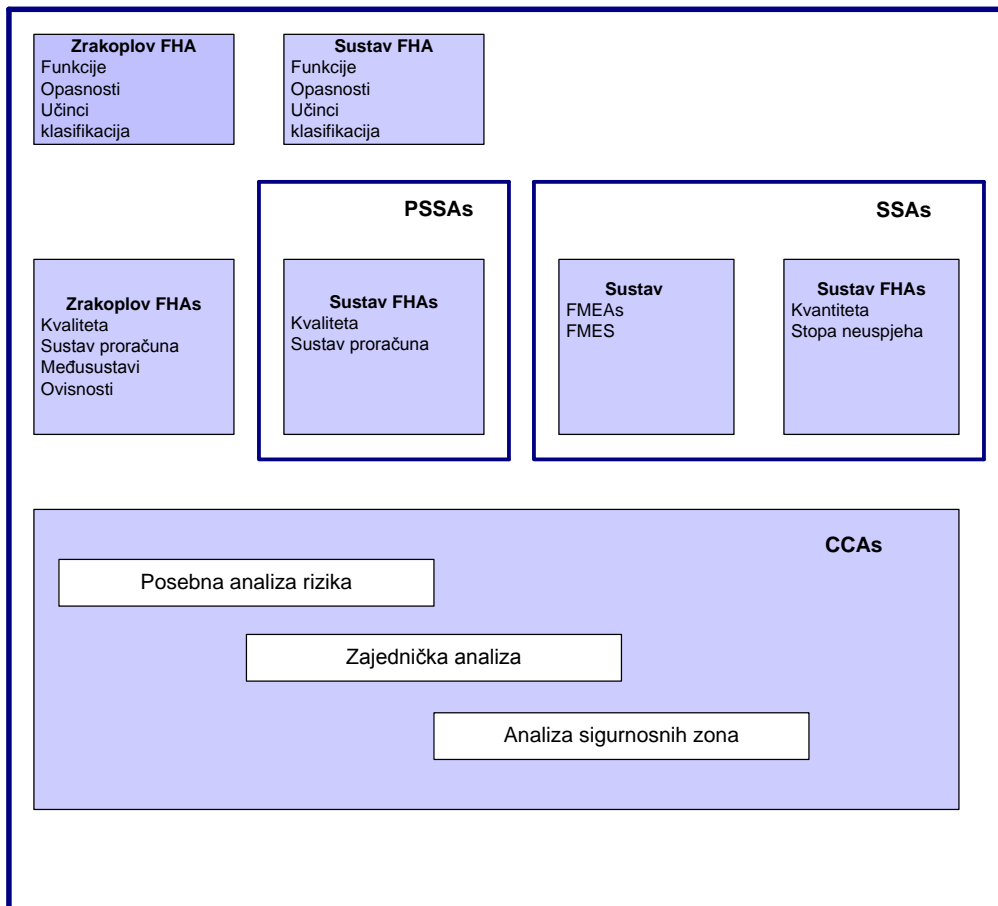 Zrakoplov FHA
Funkcije
Opasnosti
Učinci
klasifikacija
Sustav FHA
Funkcije
Opasnosti
Učinci
klasifikacija
PSSAs
SSAs
Zrakoplov FHAs
Kvaliteta
Sustav proračuna
Međusustavi
Ovisnosti
Sustav FHAs
Kvaliteta
Sustav proračuna
Sustav
FMEAs
FMES
Sustav FHAs
Kvantiteta
Stopa neuspjeha
CCAs
Posebna analiza rizika
Zajednička analiza
Analiza sigurnosnih zona